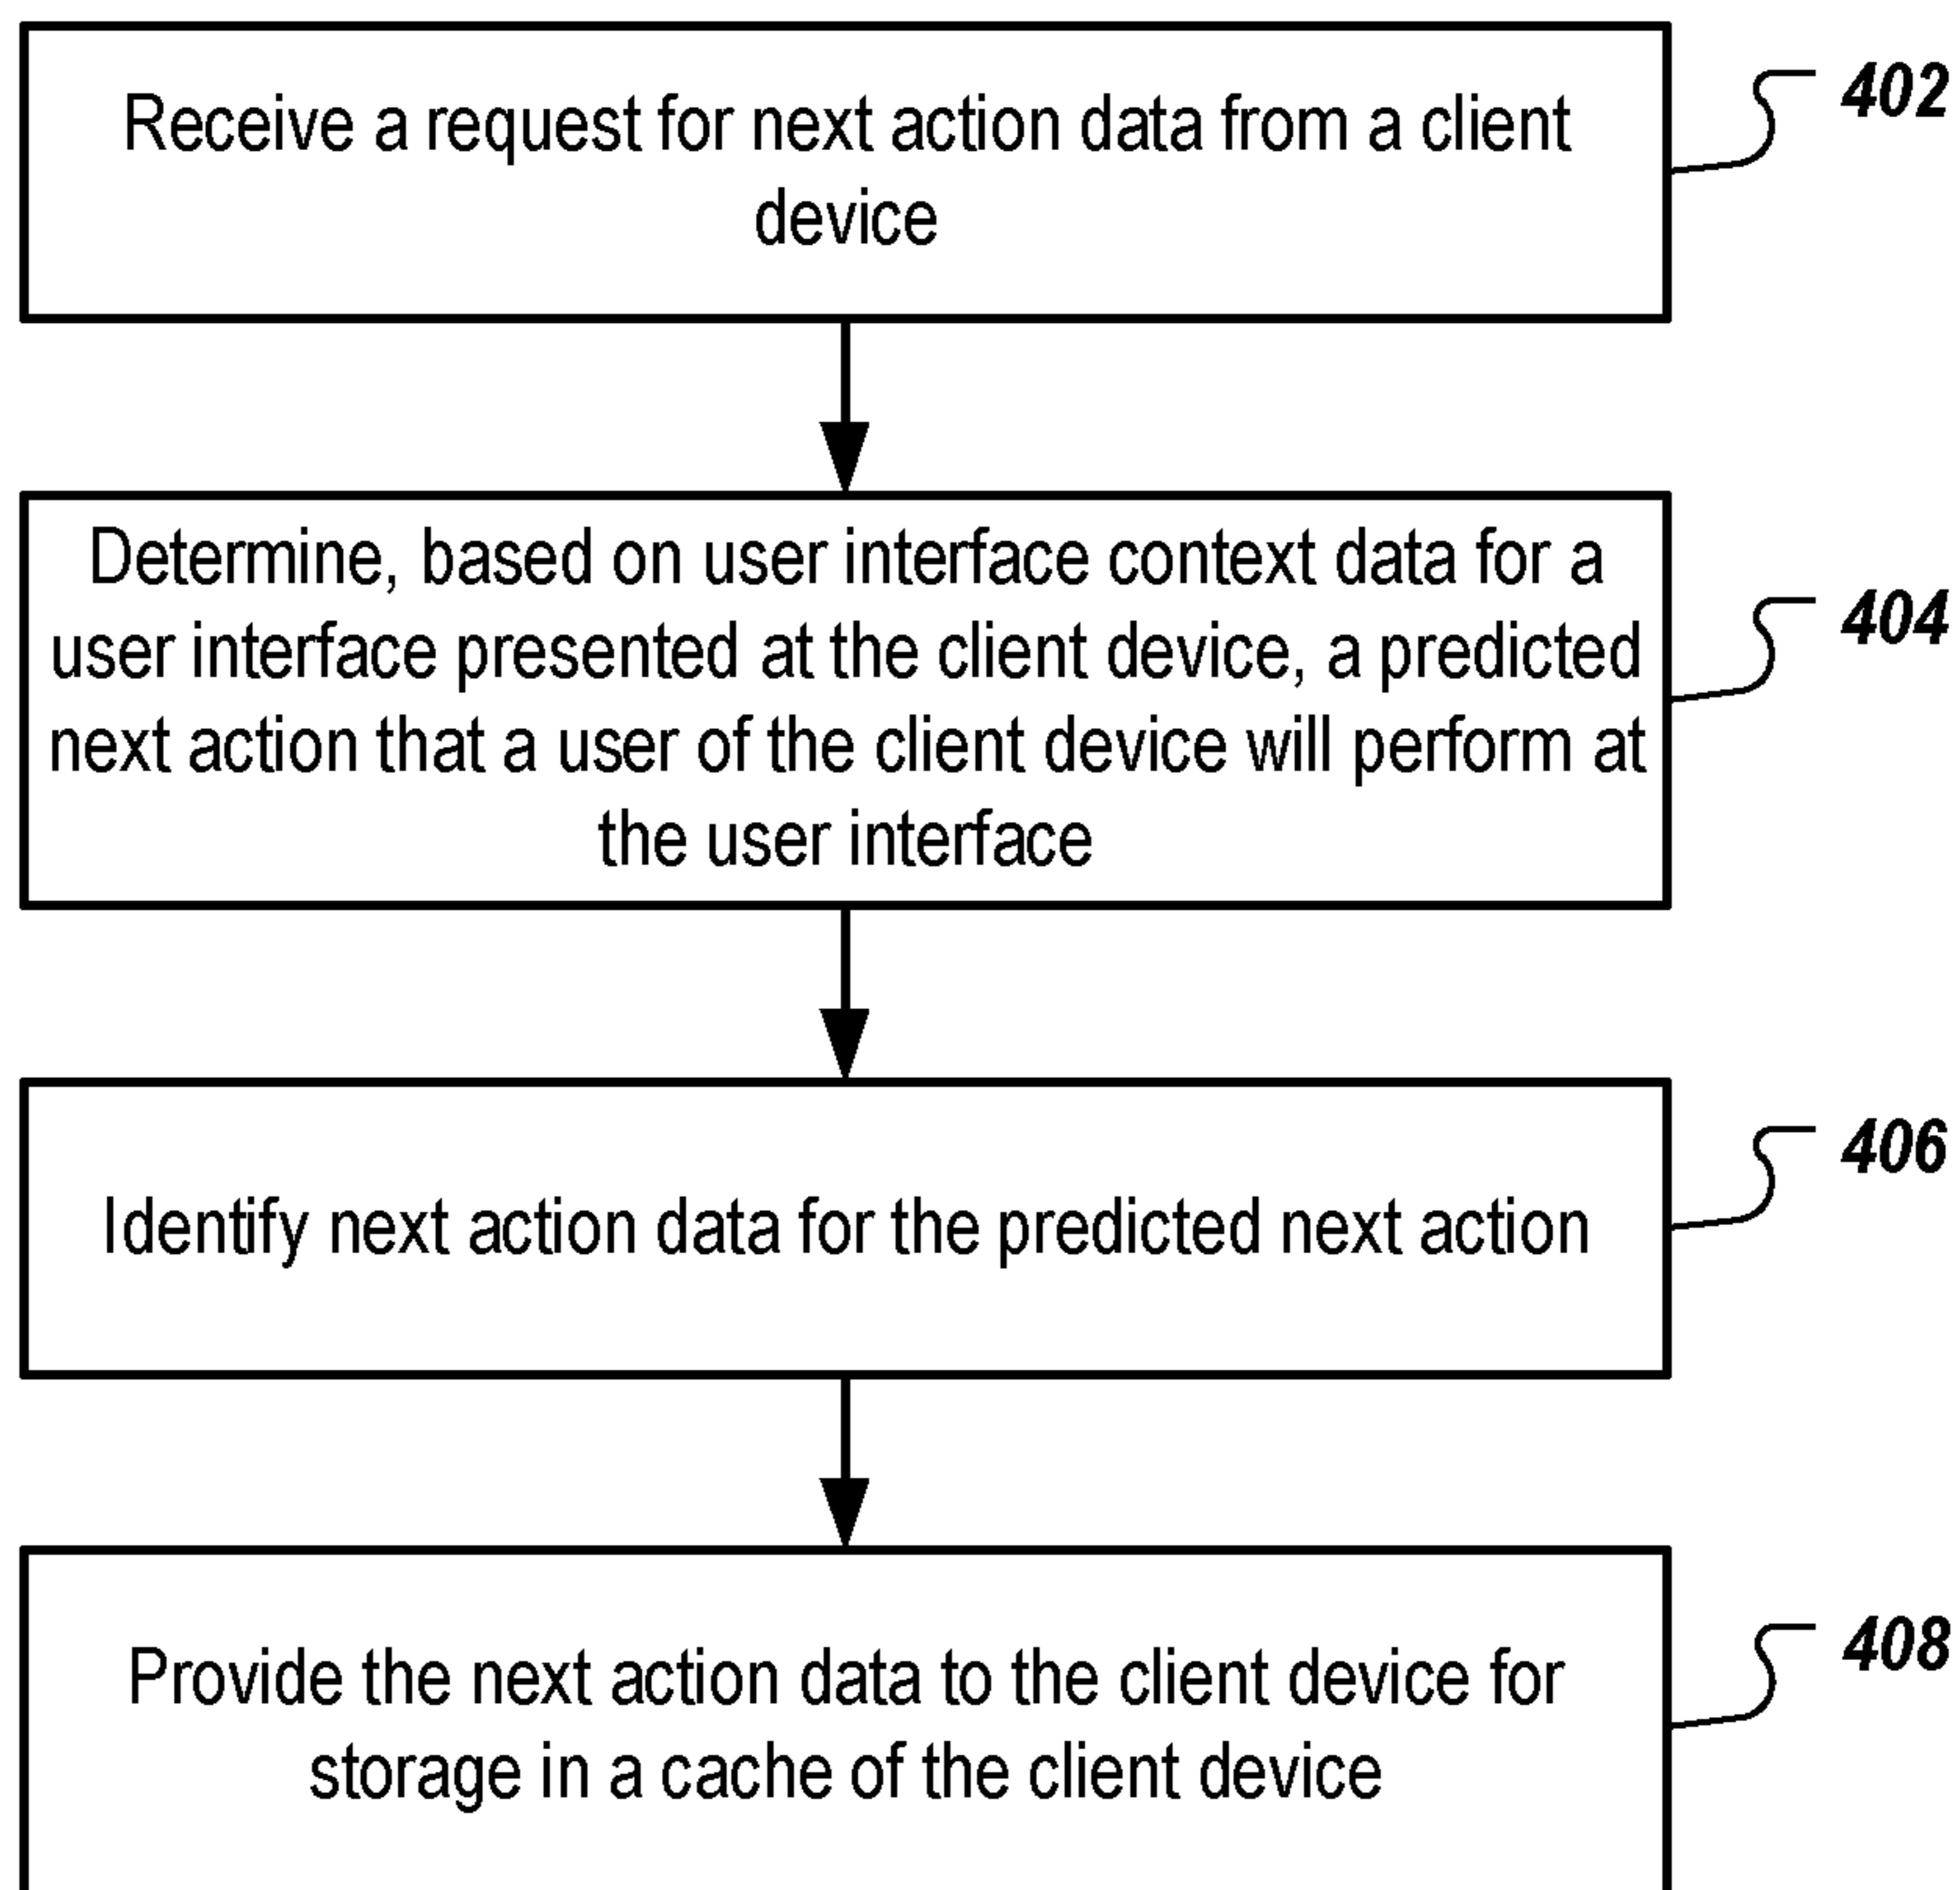 Receive a request for next action data from a client
device
402
Determine, based on user interface context data for a
user interface presented at the client device, a predicted
next action that a user of the client device will perform at
the user interface
404
Identify next action data for the predicted next action
406
Provide the next action data to the client device for
storage in a cache of the client device
408